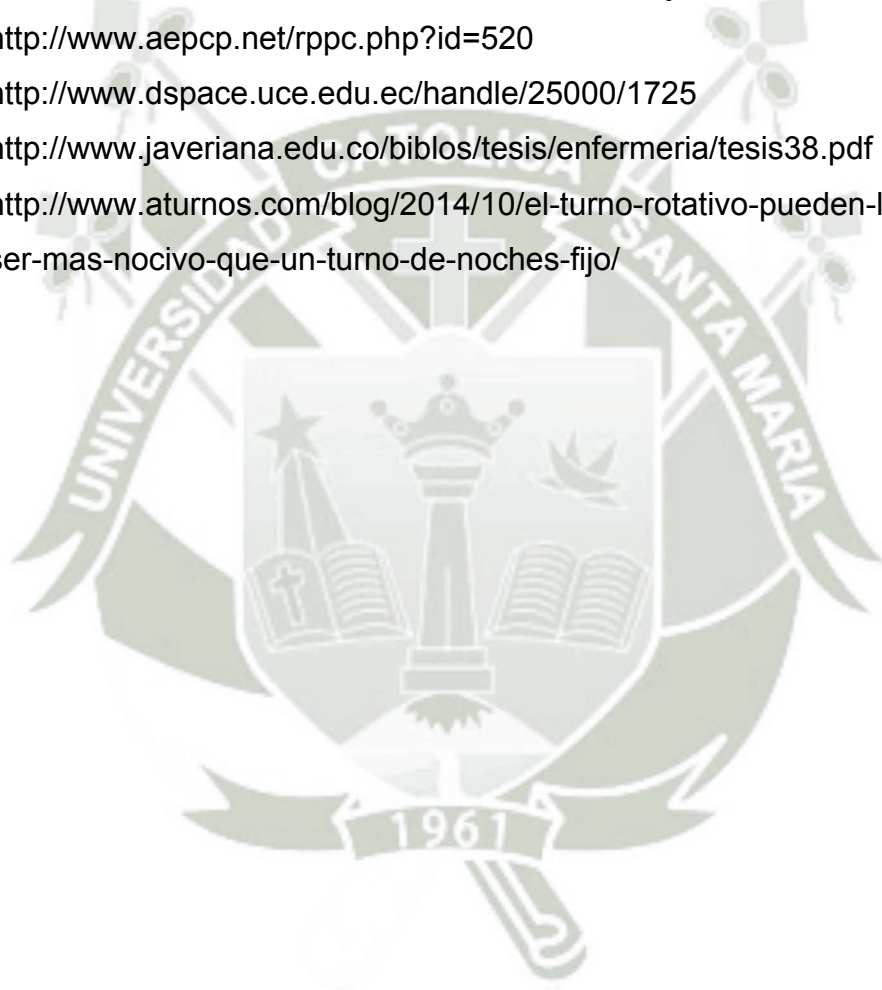 http://www.aepcp.net/rppc.php?id=520
http://www.dspace.uce.edu.ec/handle/25000/1725
http://www.javeriana.edu.co/biblos/tesis/enfermeria/tesis38.pdf
http://www.aturnos.com/blog/2014/10/el-turno-rotativo-pueden-l
ser-mas-nocivo-que-un-turno-de-noches-fijo/
UNIVERSIDAD CATOLICA SANTA MARIA
1961